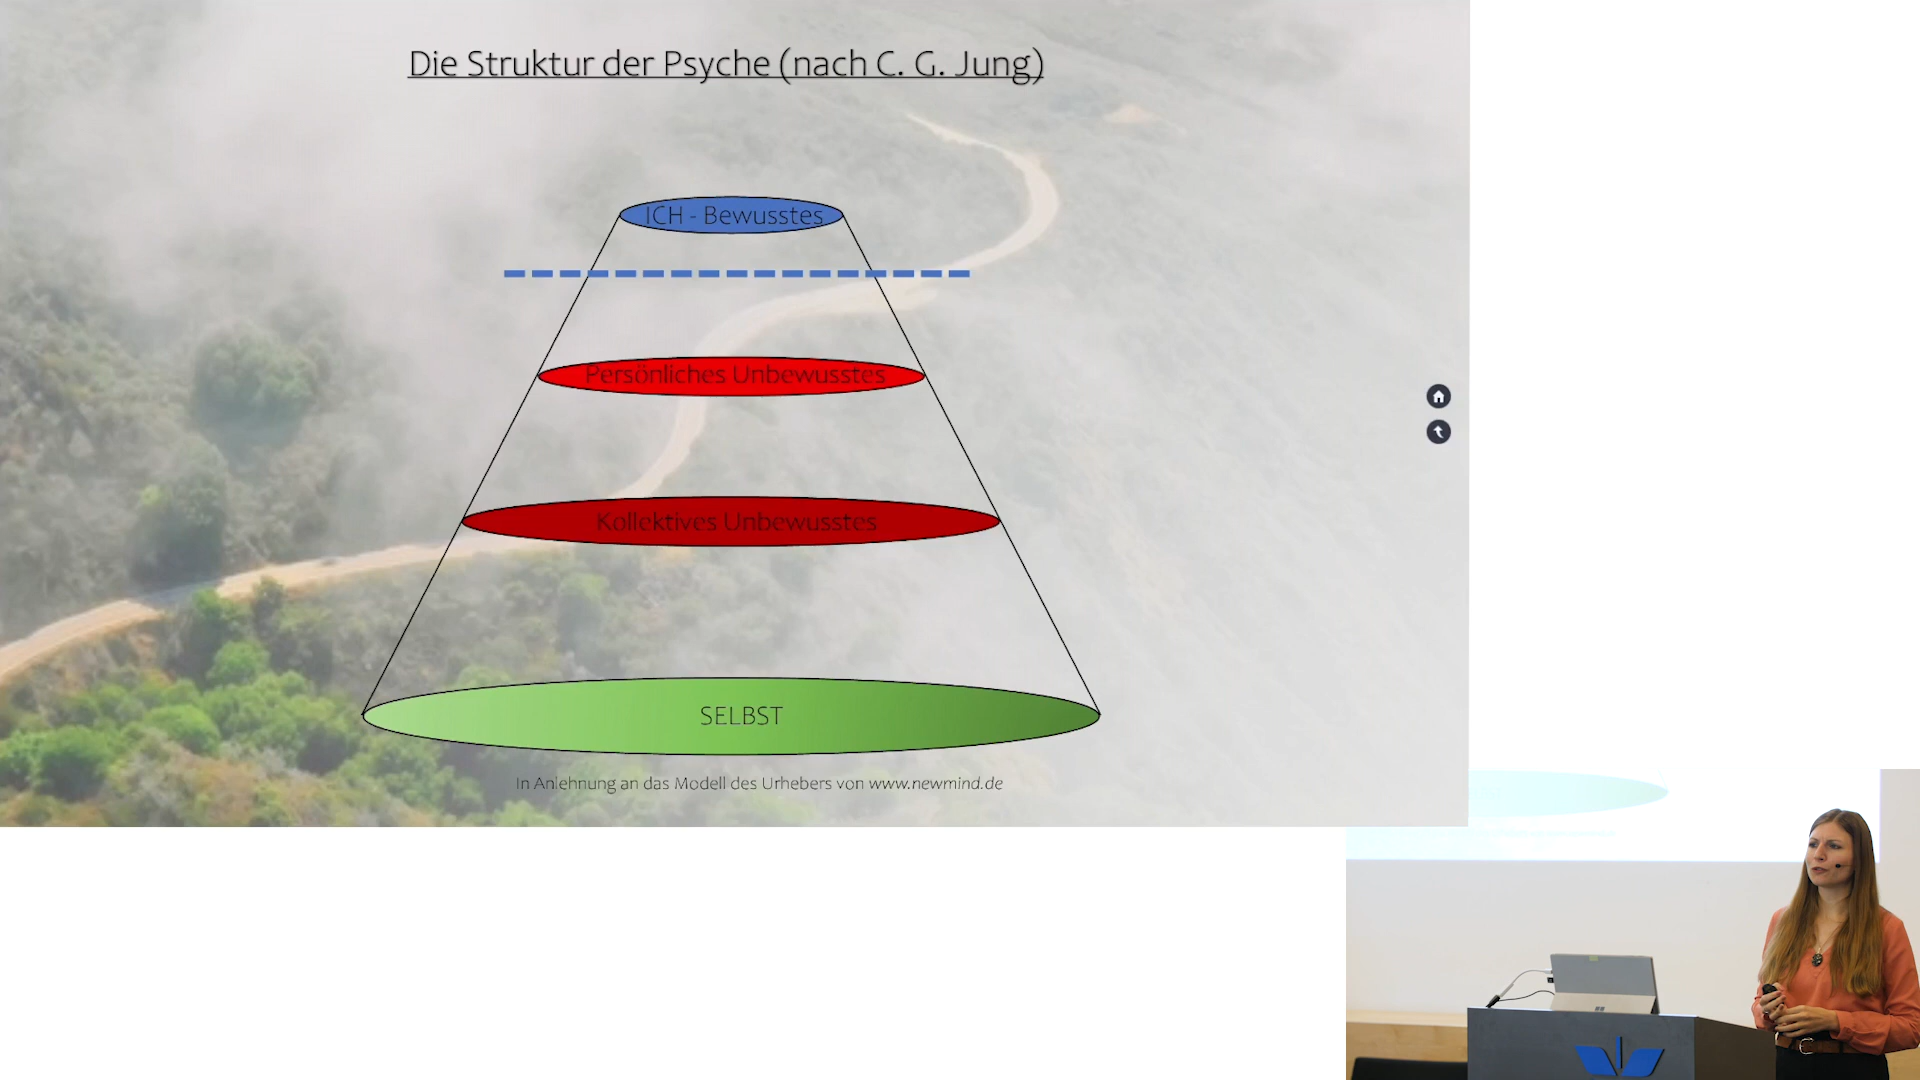 Die Struktur der Psyche (nach C. G. Jung)
ICH - Bewusstes
Persönliches Unbewusstes
Kollektives Unbewusstes
SELBST
In Anlehnung an das Modell des Urhebers von www.newmind.de